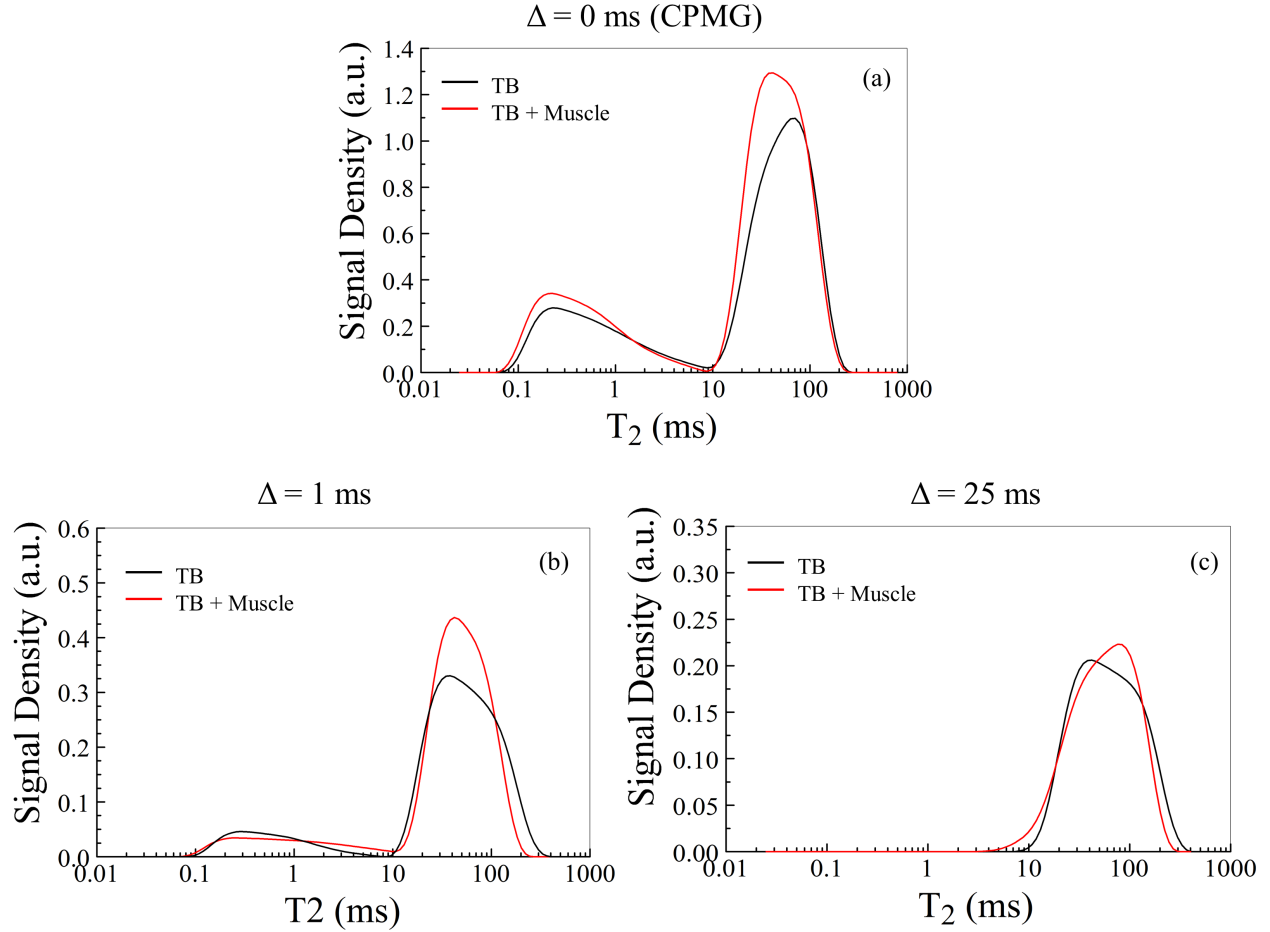 Δ = 0 ms (CPMG)
1.4
1.2
1.0
0.8
0.6
0.4
0.2
0.0
Signal Density (a.u.)
TB
TB + Muscle
(a)
0.01 0.1 1 10 100 1000
T₂ (ms)
Δ = 1 ms
0.6
0.5
0.4
0.3
0.2
0.1
0.0
Signal Density (a.u.)
TB
TB + Muscle
(b)
0.01 0.1 1 10 100 1000
T2 (ms)
Δ = 25 ms
0.35
0.30
0.25
0.20
0.15
0.10
0.05
0.00
Signal Density (a.u.)
TB
TB + Muscle
(c)
0.01 0.1 1 10 100 1000
T₂ (ms)